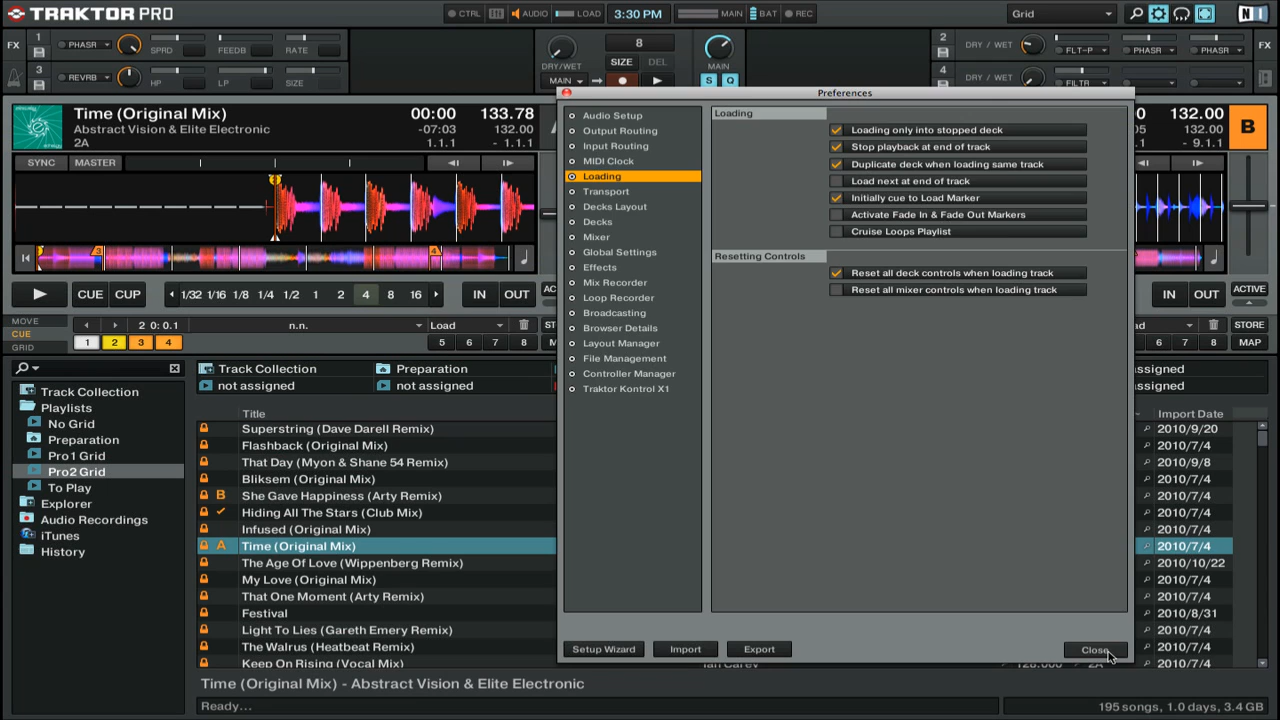 TRAKTOR PRO
CTRL
AUDIO
LOAD
3:30 PM
MAIN
BAT
REC
Grid
FX
1
PHASR
SPRD
FEEDB
RATE
3
REVRB
HP
LP
SIZE
DRY/WET
MAIN
8
SIZE
DEL
MAIN
S
Q
2
DRY / WET
FLT-P
PHASR
PHASR
FX
4
DRY / WET
FILTR
Time (Original Mix)
00:00
133.78
Abstract Vision & Elite Electronic
-07:03
132.00
2A
1.1.1
- 1.1.1
132.00
132.00
- 9.1.1
B
SYNC
MASTER
3
4
PLAY
CUE
CUP
1/32
1/16
1/8
1/4
1/2
1
2
4
8
16
IN
OUT
IN
OUT
ACTIVE
MOVE
CUE
GRID
2 0: 0.1
n.n.
Load
1
2
3
4
5
6
7
8
6
7
8
STORE
MAP
Preferences
Audio Setup
Output Routing
Input Routing
MIDI Clock
Loading
Transport
Decks Layout
Decks
Mixer
Global Settings
Effects
Mix Recorder
Loop Recorder
Broadcasting
Browser Details
Layout Manager
File Management
Controller Manager
Traktor Kontrol X1
Loading
Loading only into stopped deck
Stop playback at end of track
Duplicate deck when loading same track
Load next at end of track
Initially cue to Load Marker
Activate Fade In & Fade Out Markers
Cruise Loops Playlist
Resetting Controls
Reset all deck controls when loading track
Reset all mixer controls when loading track
Setup Wizard
Import
Export
Close
Track Collection
Playlists
No Grid
Preparation
Pro1 Grid
Pro2 Grid
To Play
Explorer
Audio Recordings
iTunes
History
Track Collection
Preparation
not assigned
not assigned
assigned
assigned
Title
Import Date
Superstring (Dave Darell Remix)
2010/9/20
Flashback (Original Mix)
2010/7/4
That Day (Myon & Shane 54 Remix)
2010/9/8
Bliksem (Original Mix)
2010/7/4
B
She Gave Happiness (Arty Remix)
2010/7/4
Hiding All The Stars (Club Mix)
2010/7/4
Infused (Original Mix)
2010/7/4
A
Time (Original Mix)
2010/7/4
The Age Of Love (Wippenberg Remix)
2010/10/22
My Love (Original Mix)
2010/7/4
That One Moment (Arty Remix)
2010/7/4
Festival
2010/8/31
Light To Lies (Gareth Emery Remix)
2010/7/4
The Walrus (Heatbeat Remix)
2010/7/4
Keep On Rising (Vocal Mix)
Ian Carey
128.000
2A
2010/7/4
Time (Original Mix) - Abstract Vision & Elite Electronic
Ready...
195 songs, 1.0 days, 3.4 GB